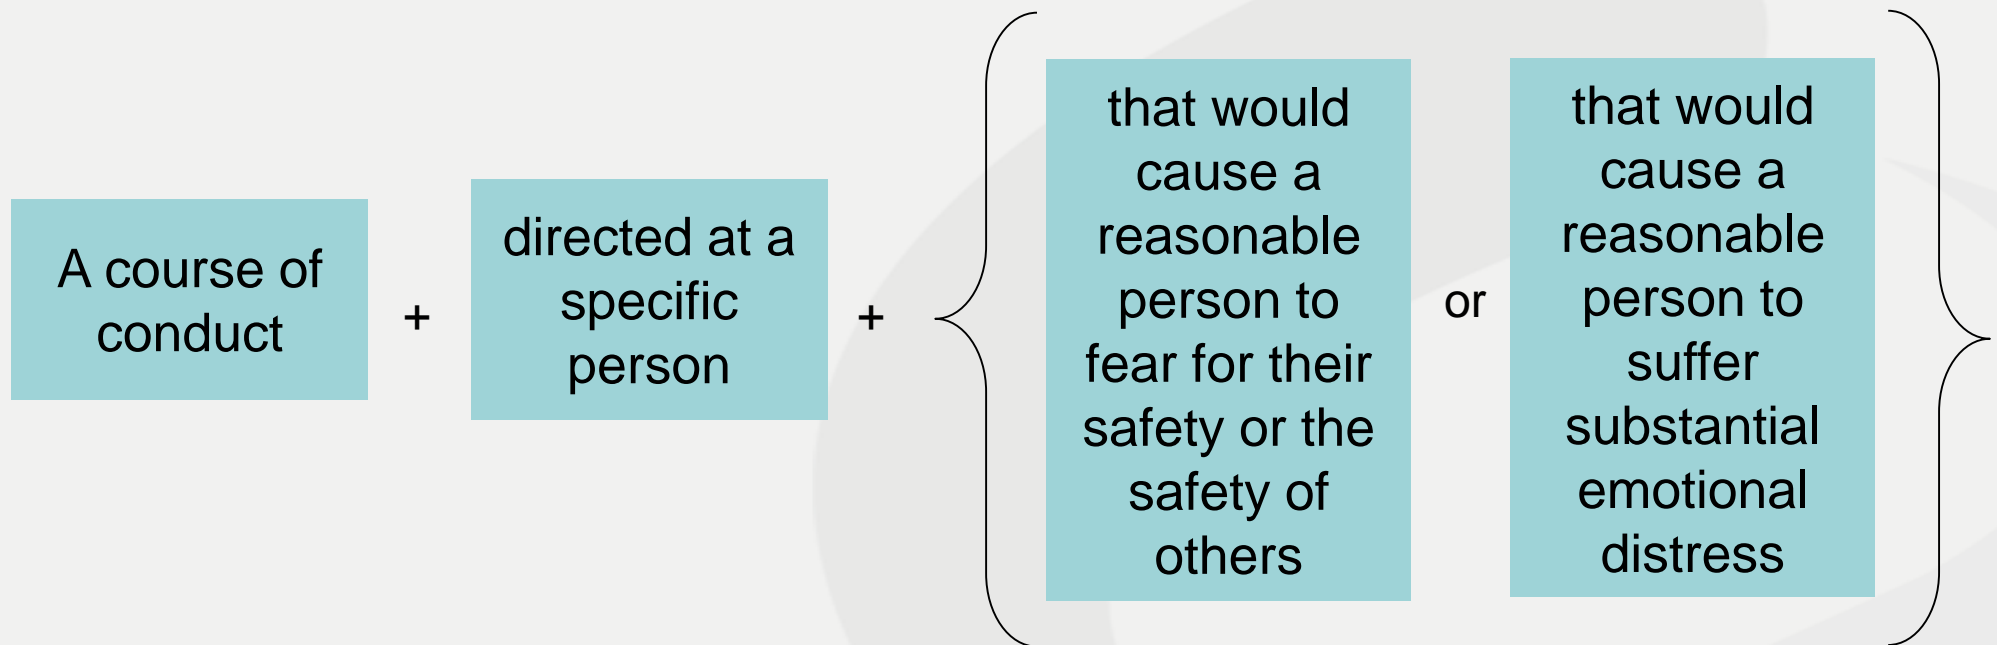 A course of
conduct
+
directed at a
specific
person
+
that would
cause a
reasonable
person to
fear for their
safety or the
safety of
others
or
that would
cause a
reasonable
person to
suffer
substantial
emotional
distress